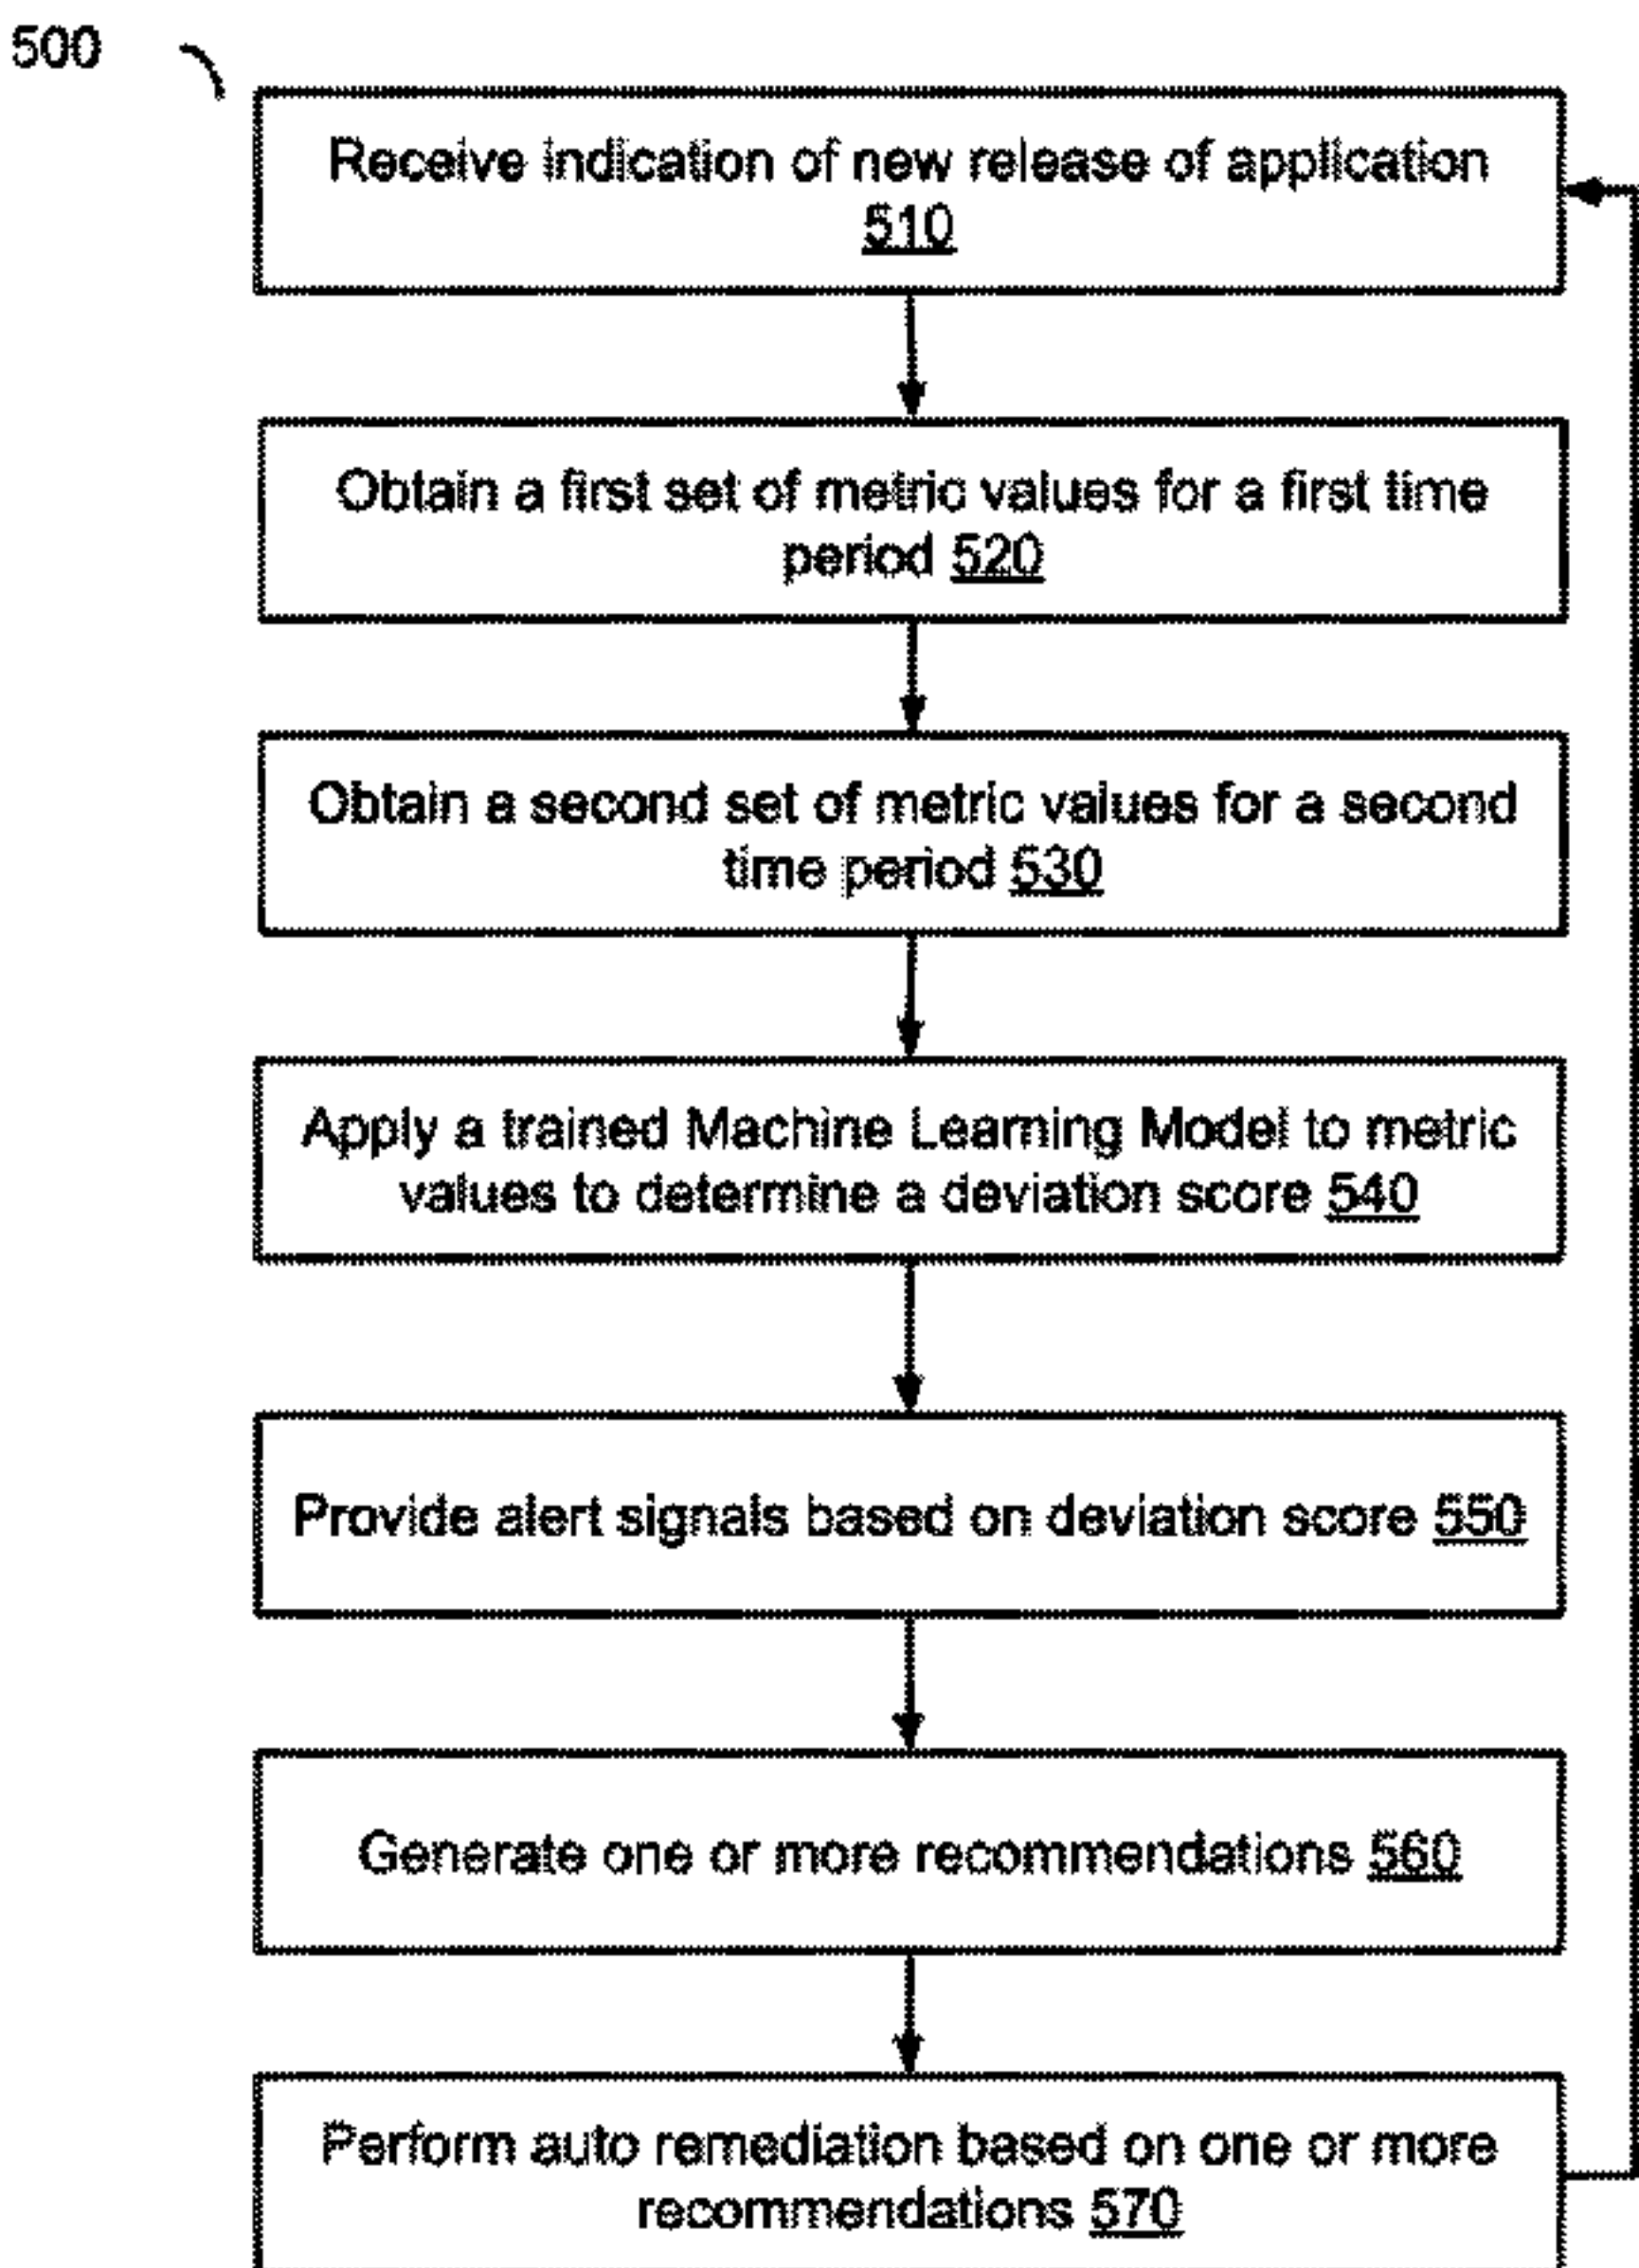 500
Receive indication of new release of application
510
Obtain a first set of metric values for a first time
period 520
Obtain a second set of metric values for a second
time period 530
Apply a trained Machine Learning Model to metric
values to determine a deviation score 540
Provide alert signals based on deviation score 550
Generate one or more recommendations 560
Perform auto remediation based on one or more
recommendations 570